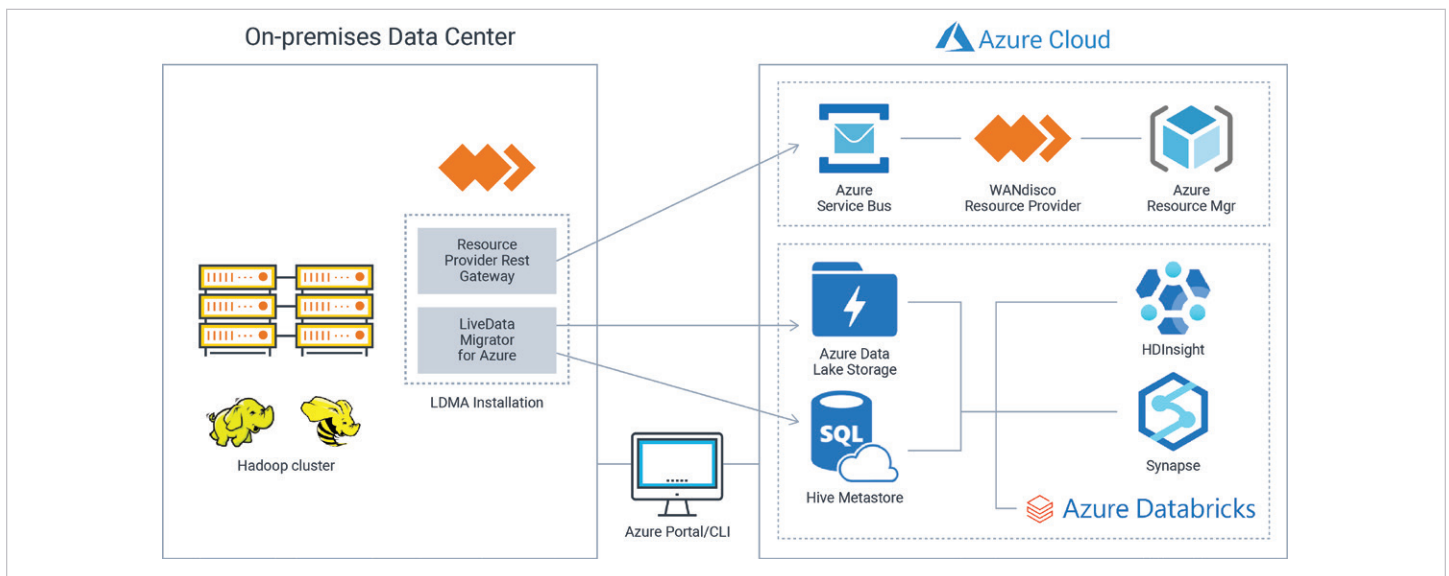 On-premises Data Center
Azure Cloud
Resource
Provider Rest
Gateway
LiveData
Migrator
for Azure
LDMA Installation
Hadoop cluster
Azure Portal/CLI
Azure
Service Bus
WANdisco
Resource Provider
Azure
Resource Mgr
Azure Data
Lake Storage
SQL
Hive Metastore
HDInsight
Synapse
Azure Databricks